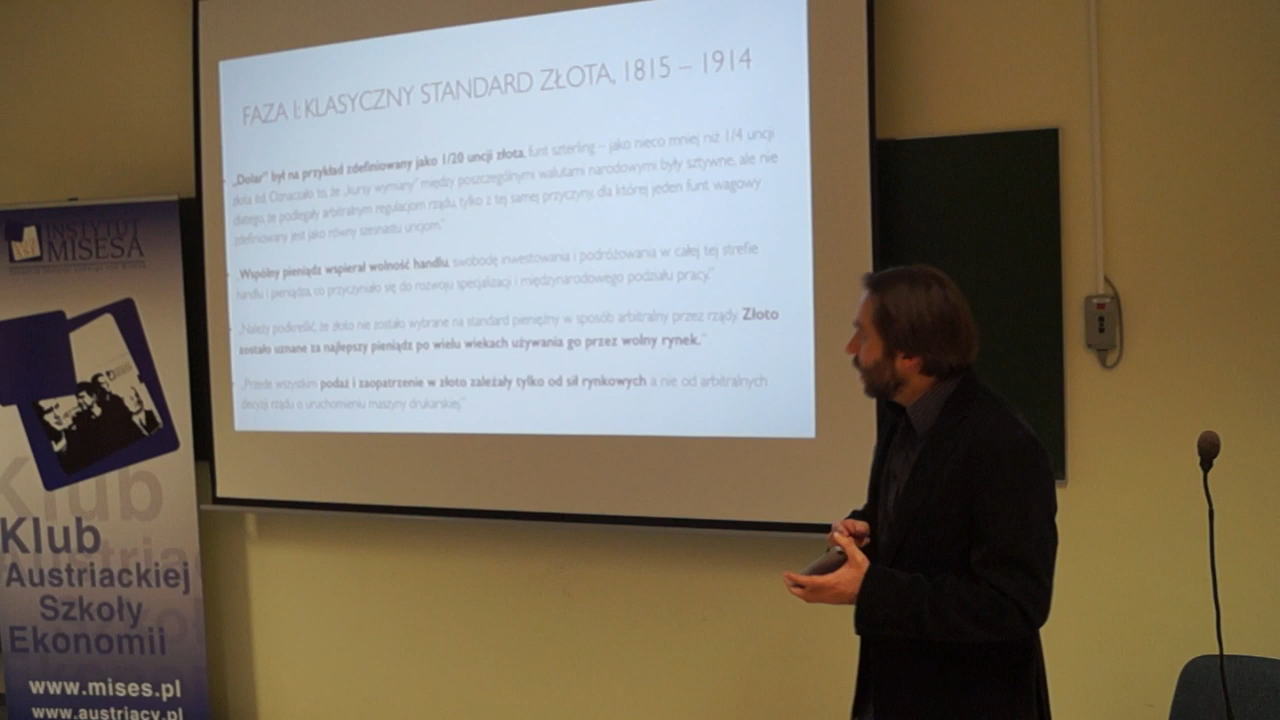 FAZA I: KLASYCZNY STANDARD ZŁOTA, 1815 – 1914
„Dolar” był na przykład zdefiniowany jako 1/20 uncji złota, funt szterling – jako nieco mniej niż 1/4 uncji
złota itd. Oznaczało to, że „kursy wymiany” między poszczególnymi walutami narodowymi były sztywne, ale nie
dlatego, że podlegały arbitralnym regulacjom rządu, tylko z tej samej przyczyny, dla której jeden funt wagowy
zdefiniowany jest jako równy szesnastu uncjom.”
Wspólny pieniądz wspierał wolność handlu, swobodę inwestowania i podróżowania w całej tej strefie
handlu i pieniądza, co przyczyniało się do rozwoju specjalizacji i międzynarodowego podziału pracy.”
„Należy podkreślić, że złoto nie zostało wybrane na standard pieniężny w sposób arbitralny przez rządy. Złoto
zostało uznane za najlepszy pieniądz po wielu wiekach używania go przez wolny rynek.”
„Przede wszystkim podaż i zaopatrzenie w złoto zależały tylko od sił rynkowych a nie od arbitralnych
decyzji rządu o uruchomieniu maszyny drukarskiej.”
INSTYTUT
MISESA
Klub
Klub
Austriackiej
Szkoły
Ekonomii
www.mises.pl
www.austriacy.pl